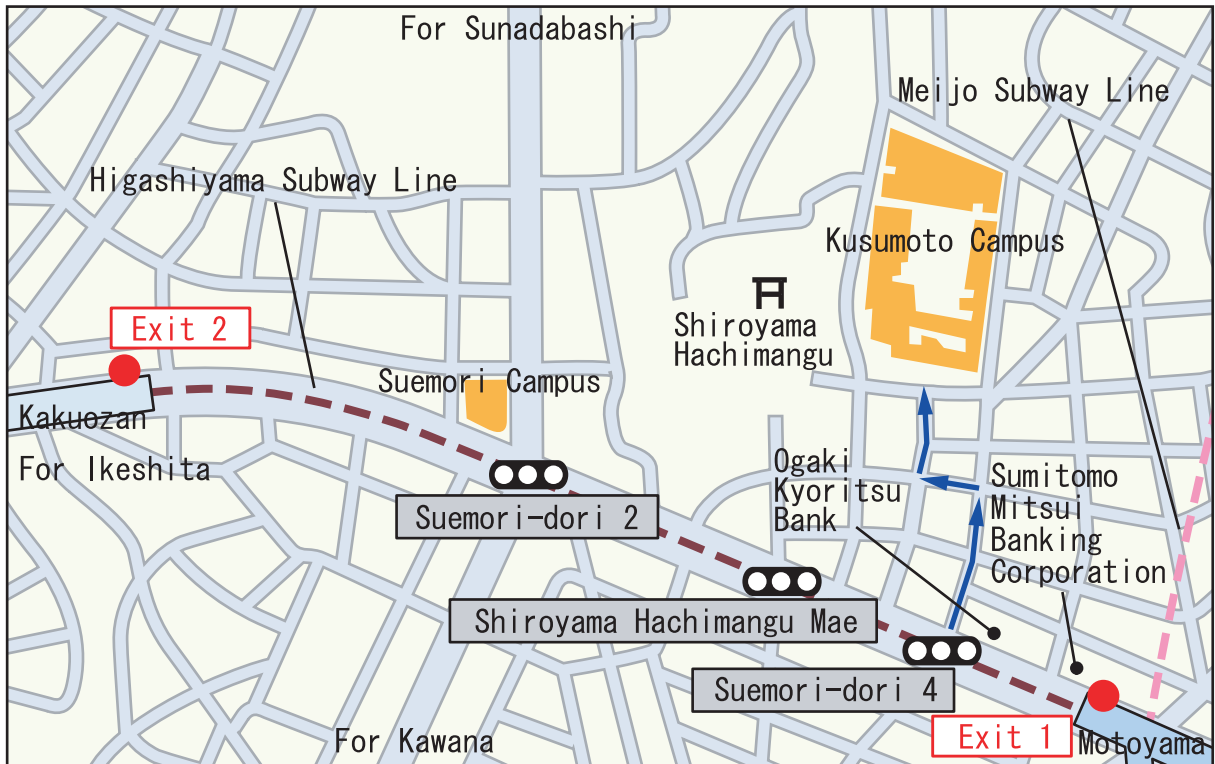 For Sunadabashi
Meijo Subway Line
Higashiyama Subway Line
Kusumoto Campus
Exit 2
Shiroyama
Hachimangu
Suemori Campus
Kakuozan
For Ikeshita
Ogaki
Kyoritsu
Bank
Sumitomo
Mitsui
Banking
Corporation
Suemori-dori 2
Shiroyama Hachimangu Mae
Suemori-dori 4
For Kawana
Exit 1
Motoyama